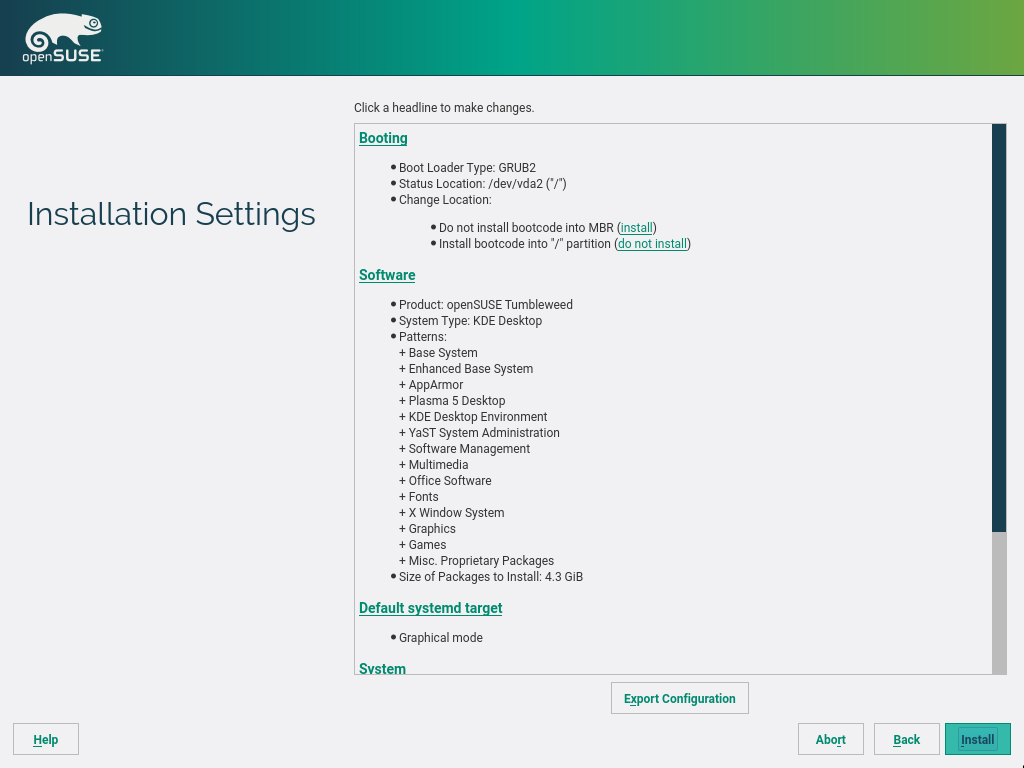 openSUSE
Click a headline to make changes.
Installation Settings
Booting
Boot Loader Type: GRUB2
Status Location: /dev/vda2 ("/")
Change Location:
Do not install bootcode into MBR (install)
Install bootcode into "/" partition (do not install)
Software
Product: openSUSE Tumbleweed
System Type: KDE Desktop
Patterns:
+ Base System
+ Enhanced Base System
+ AppArmor
+ Plasma 5 Desktop
+ KDE Desktop Environment
+ YaST System Administration
+ Software Management
+ Multimedia
+ Office Software
+ Fonts
+ X Window System
+ Graphics
+ Games
+ Misc. Proprietary Packages
Size of Packages to Install: 4.3 GiB
Default systemd target
Graphical mode
System
Export Configuration
Help
Abort
Back
Install